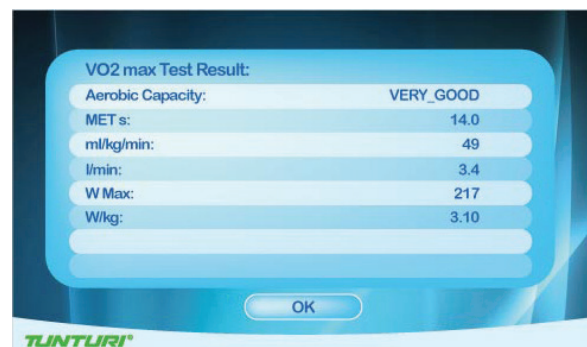 VO2 max Test Result:
Aerobic Capacity: VERY_GOOD
MET s: 14.0
ml/kg/min: 49
l/min: 3.4
W Max: 217
W/kg: 3.10
OK
TUNTURI®